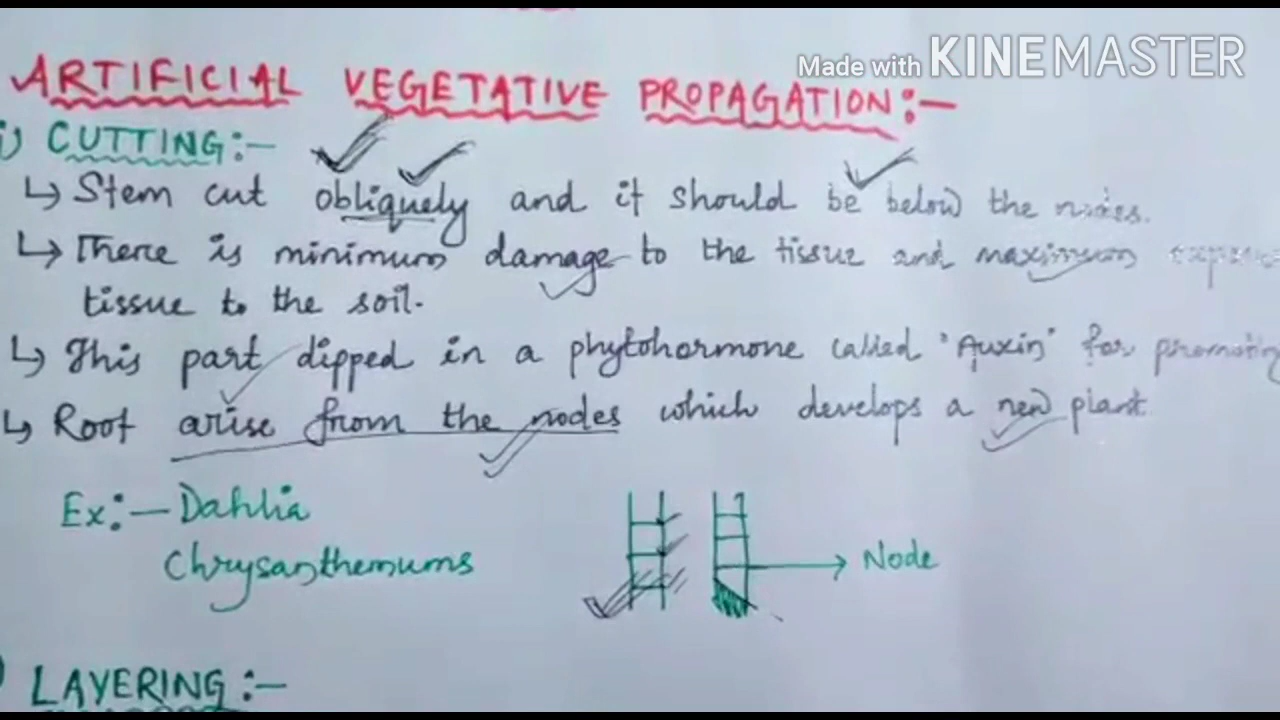 Made with KINEMASTER
ARTIFICIAL VEGETATIVE PROPAGATION:-
i) CUTTING:-
↳ Stem cut obliquely and it should be below the nodes.
↳ There is minimum damage to the tissue and maximum
tissue to the soil.
↳ This part dipped in a phytohormone called 'Auxin' for promoting
↳ Root arise from the nodes which develops a new plant
Ex:- Dahlia
Chrysanthemums
Node
LAYERING:-